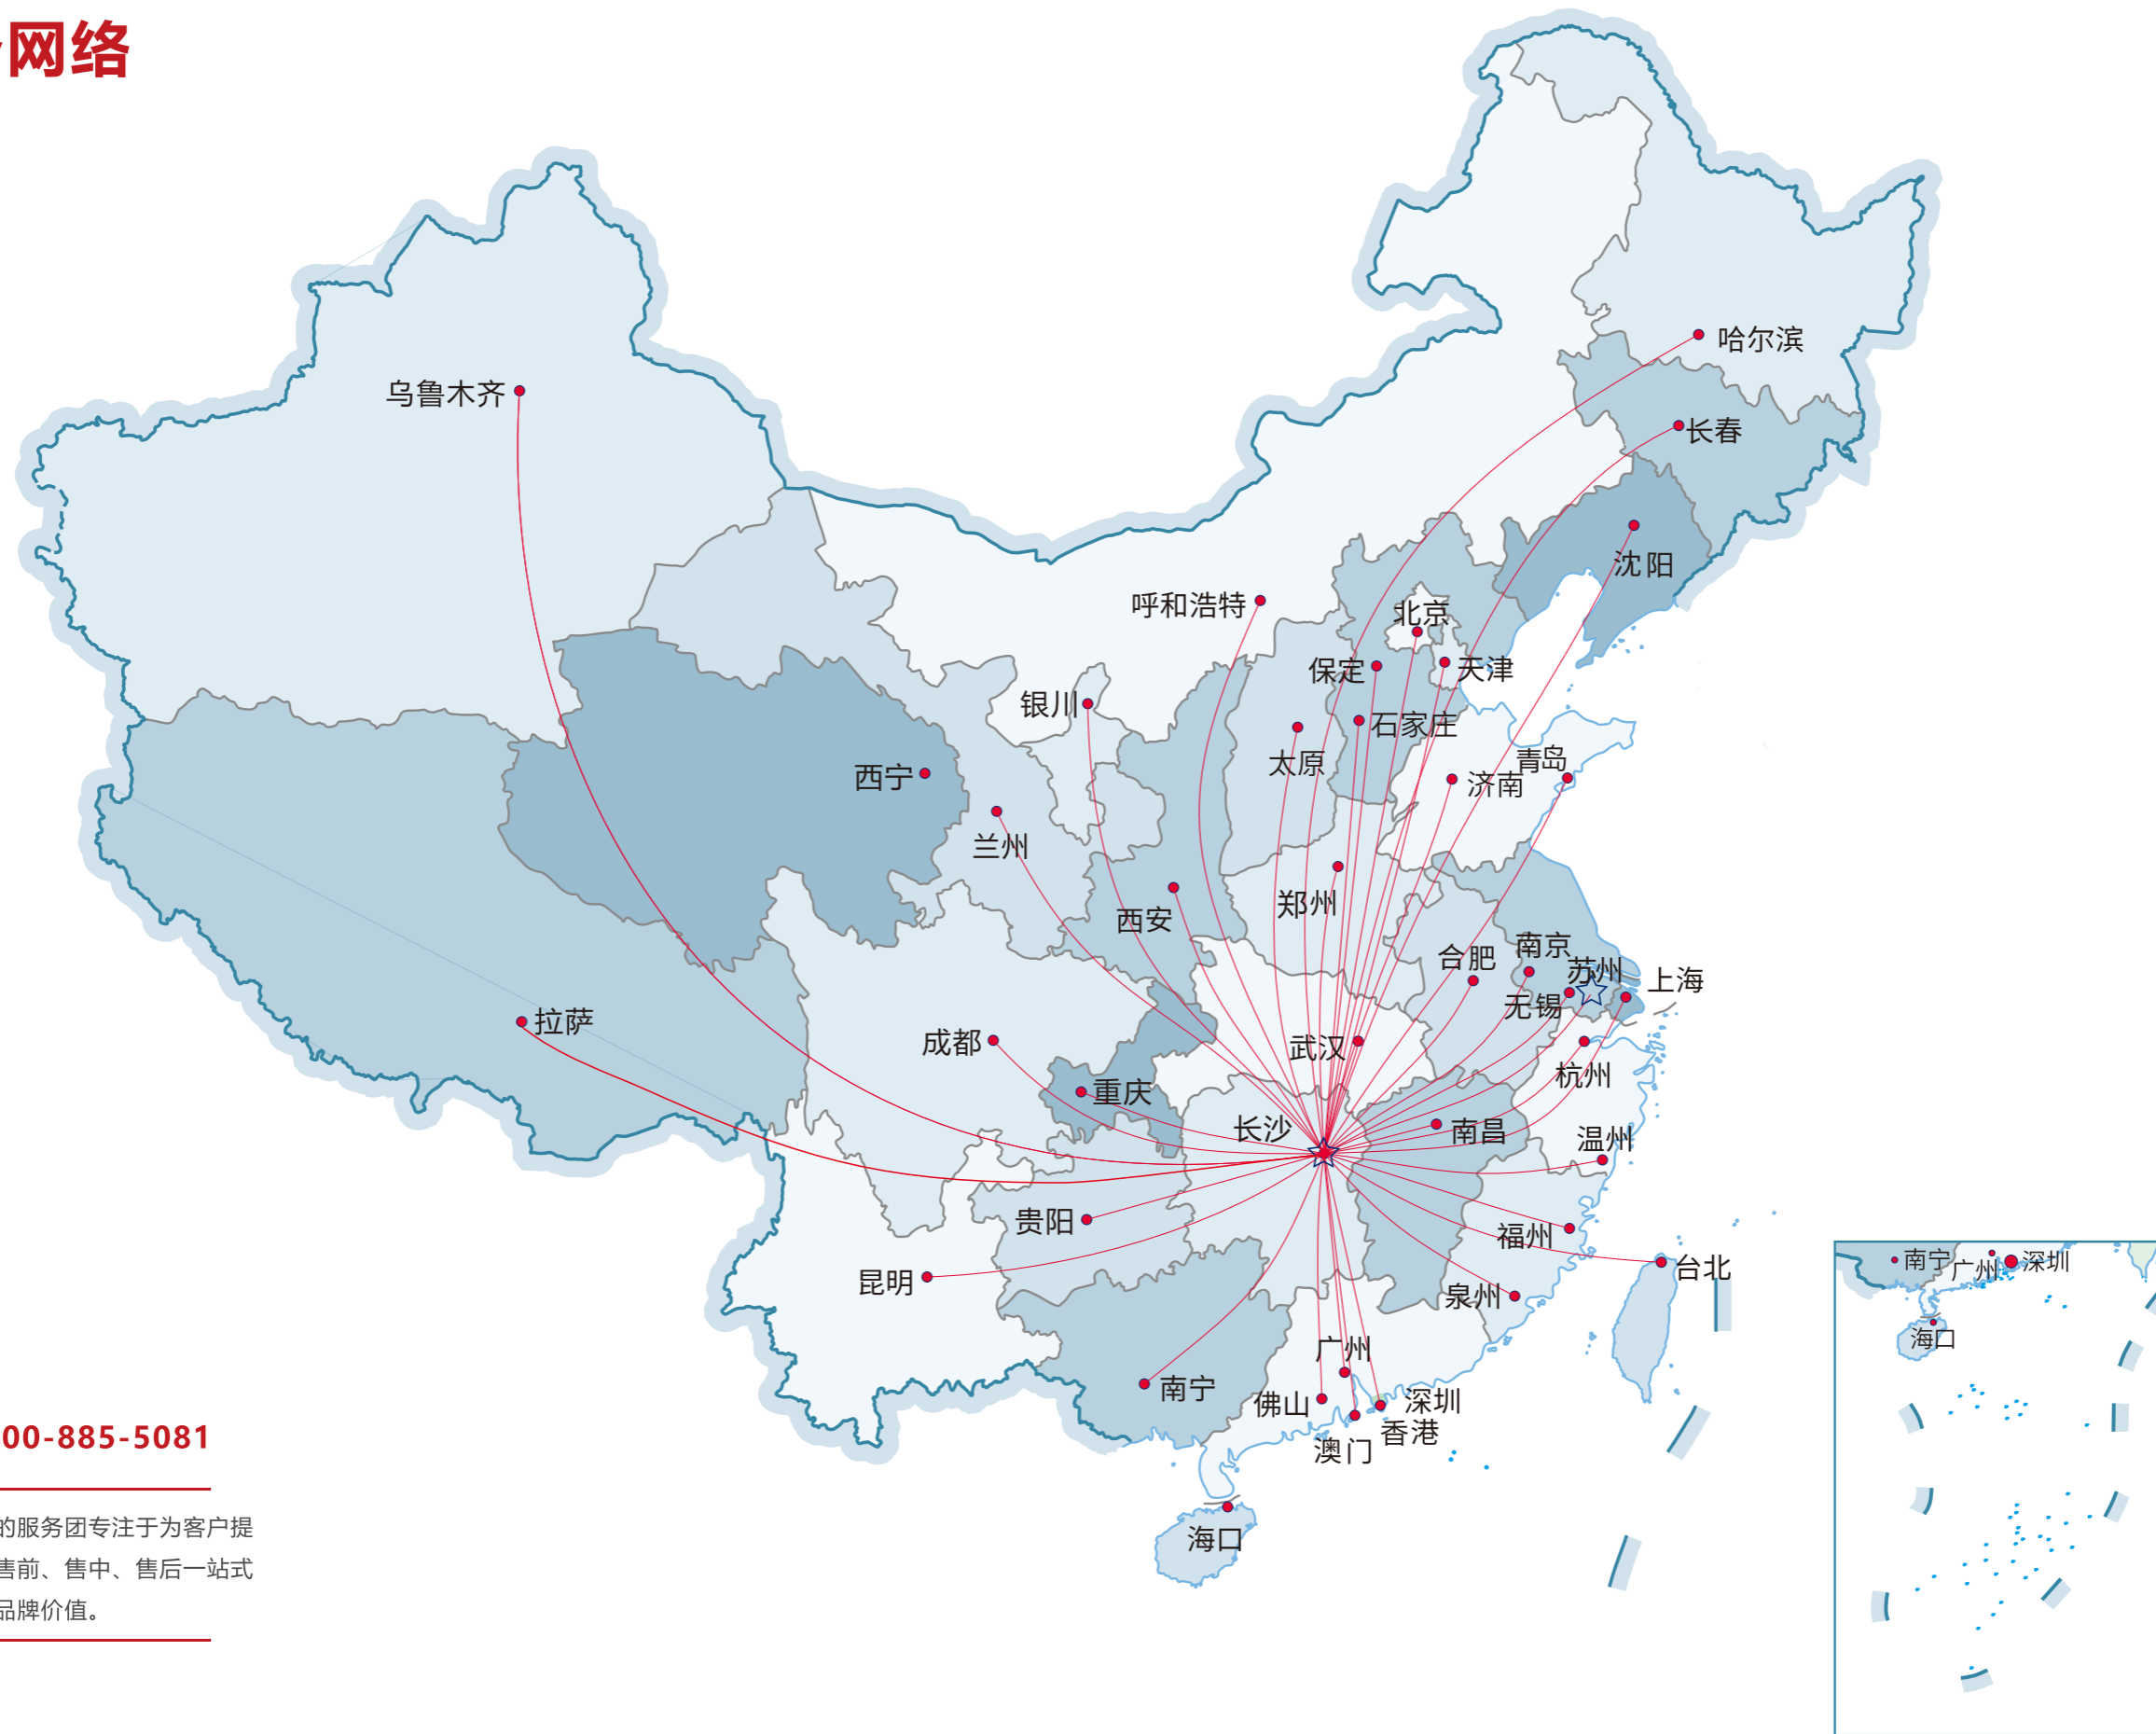 网络
哈尔滨
乌鲁木齐
长春
沈阳
呼和浩特
北京
保定
天津
银川
石家庄
太原
青岛
西宁
济南
兰州
郑州
西安
南京
合肥
苏州
上海
无锡
拉萨
成都
武汉
杭州
重庆
长沙
南昌
温州
贵阳
福州
台北
昆明
泉州
广州
南宁
佛山
深圳
香港
澳门
海口
南宁
广州
深圳
海口
00-885-5081
的服务团专注于为客户提
售前、售中、售后一站式
品牌价值。